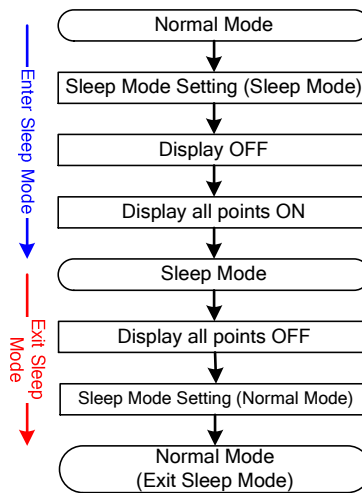 Normal Mode
Sleep Mode Setting (Sleep Mode)
Display OFF
Display all points ON
Sleep Mode
Display all points OFF
Sleep Mode Setting (Normal Mode)
Normal Mode
(Exit Sleep Mode)
Enter Sleep Mode
Exit Sleep
Mode